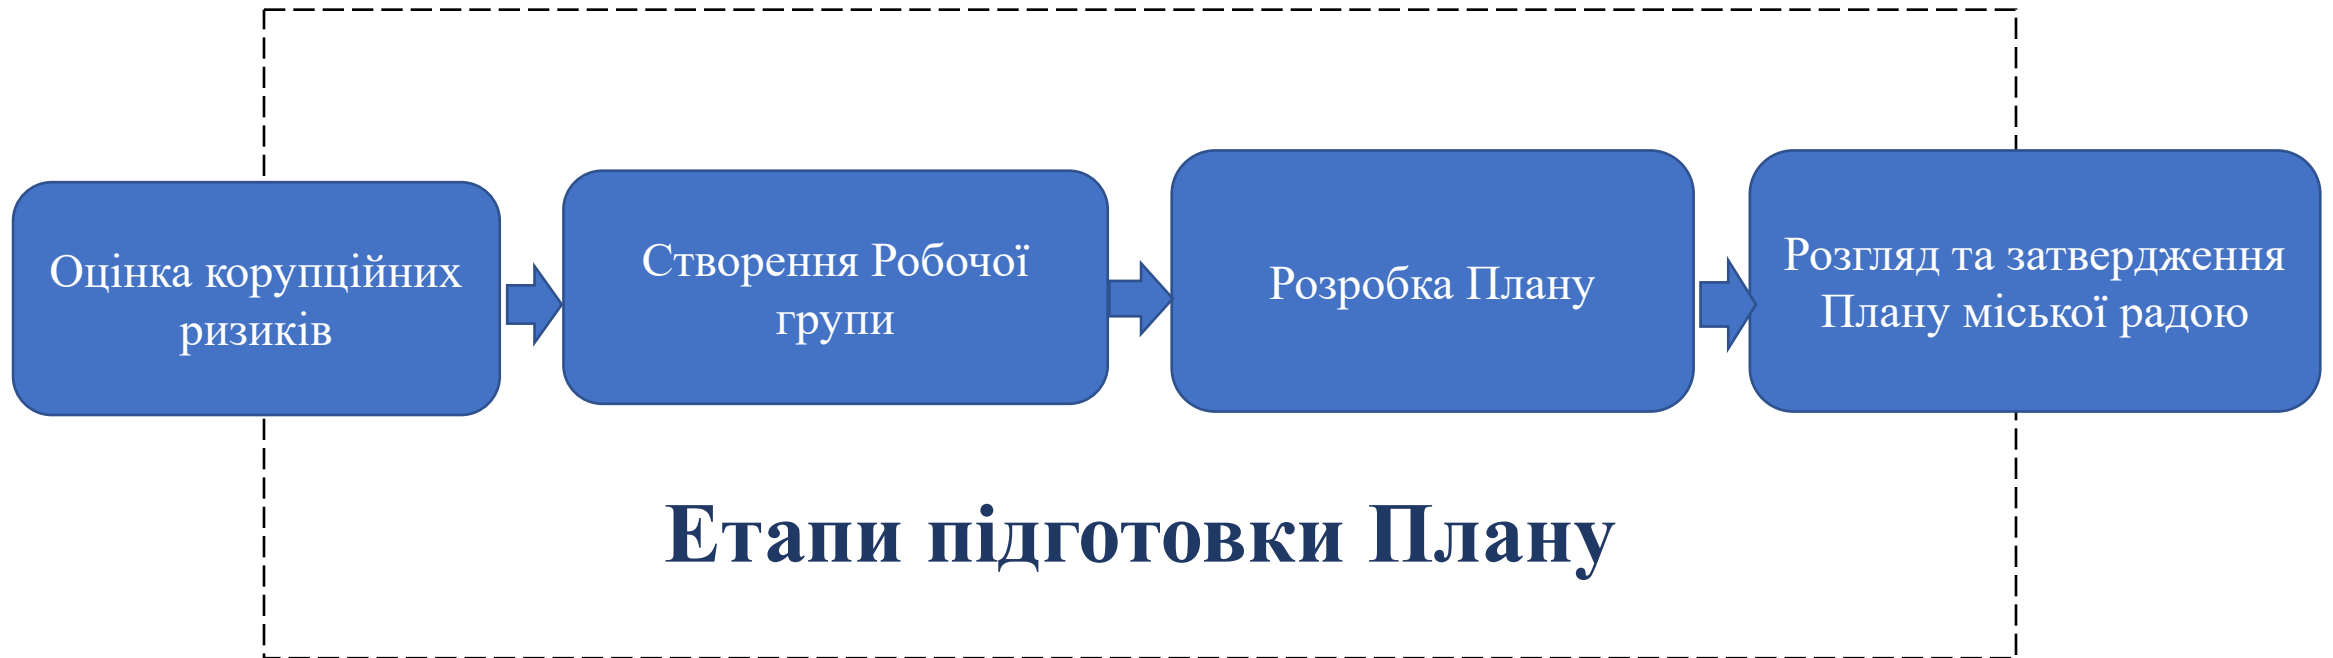 Оцінка корупційних
ризиків
Створення Робочої
групи
Розробка Плану
Розгляд та затвердження
Плану міської радою
Етапи підготовки Плану